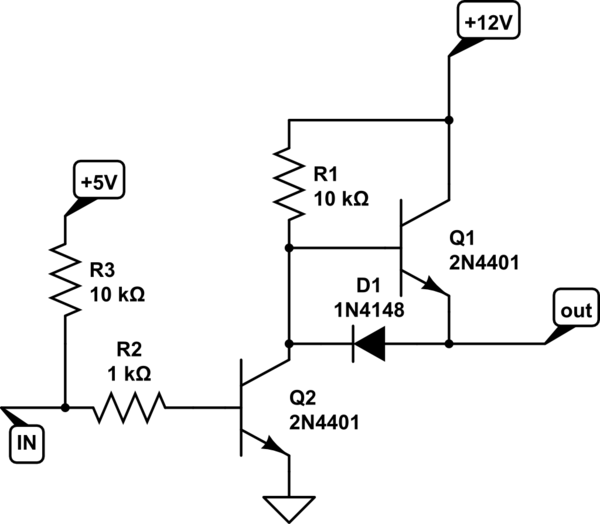 +12V
R1
10 kΩ
+5V
Q1
2N4401
R3
10 kΩ
D1
1N4148
out
R2
1 kΩ
Q2
2N4401
IN